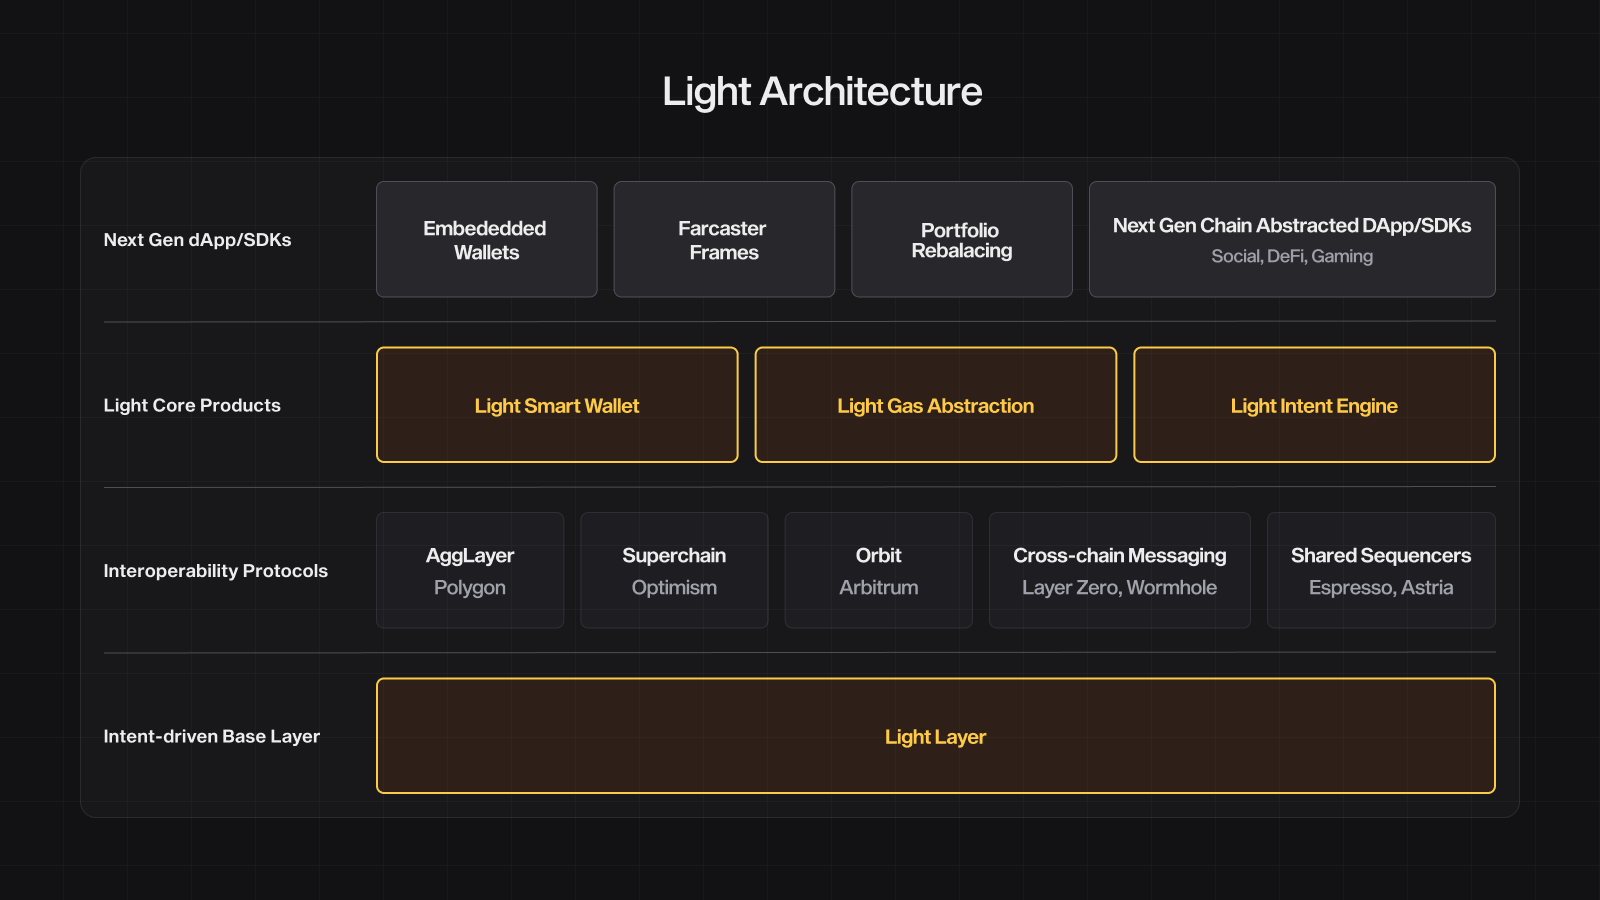 Light Architecture
Next Gen dApp/SDKs
Embededded
Wallets
Farcaster
Frames
Portfolio
Rebalacing
Next Gen Chain Abstracted DApp/SDKs
Social, DeFi, Gaming
Light Core Products
Light Smart Wallet
Light Gas Abstraction
Light Intent Engine
Interoperability Protocols
AggLayer
Polygon
Superchain
Optimism
Orbit
Arbitrum
Cross-chain Messaging
Layer Zero, Wormhole
Shared Sequencers
Espresso, Astria
Intent-driven Base Layer
Light Layer